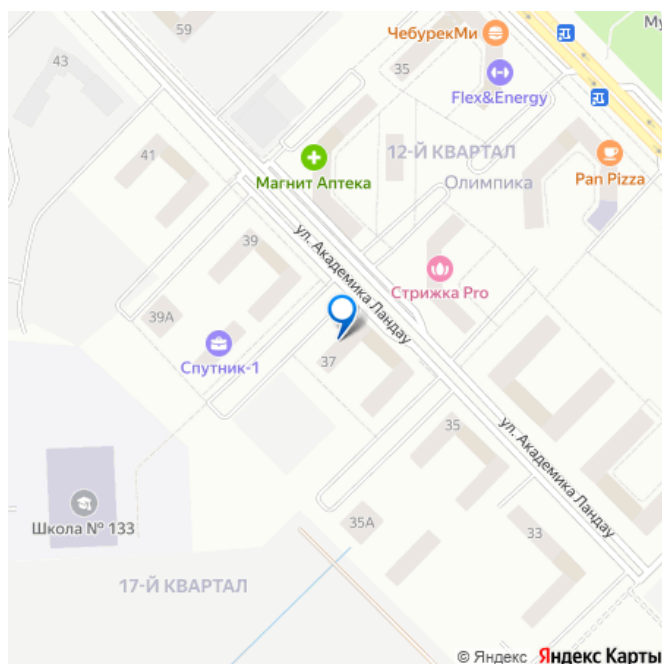 59
Му
ЧебурекМи
43
35
Flex&Energy
12-Й КВАРТАЛ
41
Магнит Аптека
Олимпика
Pan Pizza
ул. Академика Ландау
39
Стрижка Pro
39А
Спутник-1
37
35
ул. Академика Ландау
Школа № 133
35А
33
17-Й КВАРТАЛ
© Яндекс Яндекс Карты